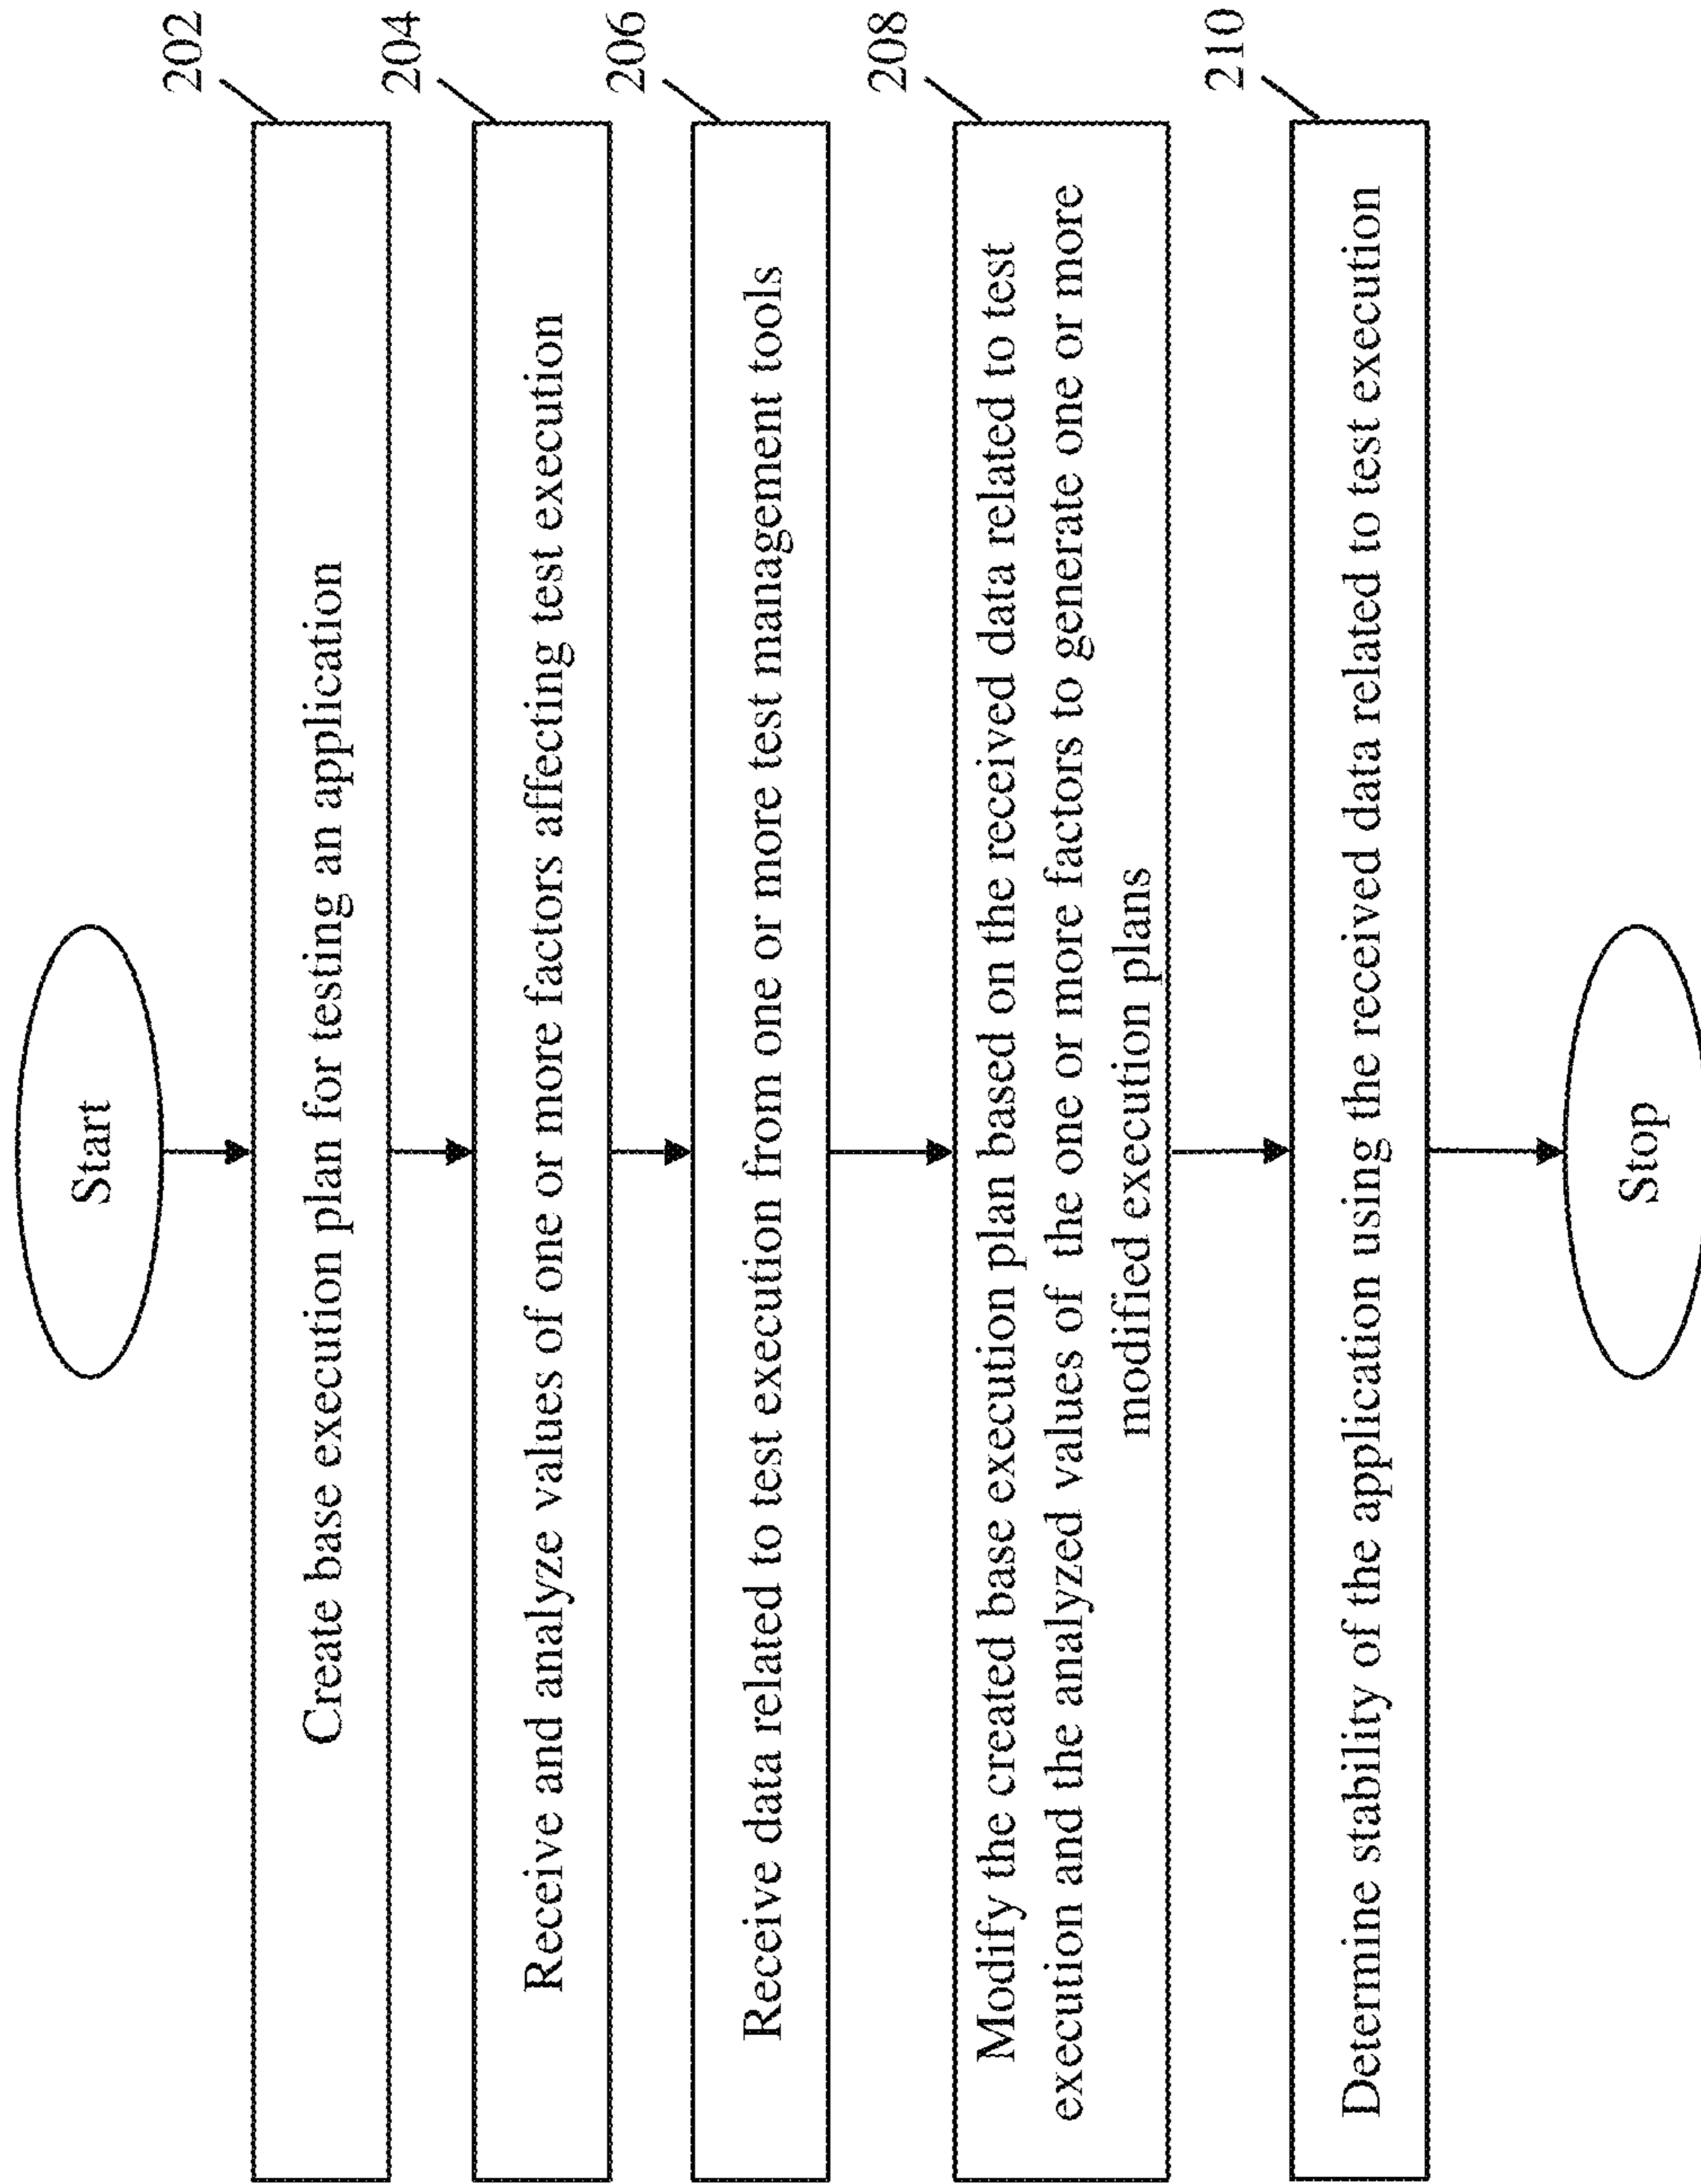 Start
202
Create base execution plan for testing an application
204
Receive and analyze values of one or more factors affecting test execution
206
Receive data related to test execution from one or more test management tools
208
Modify the created base execution plan based on the received data related to test
execution and the analyzed values of the one or more factors to generate one or more
modified execution plans
210
Determine stability of the application using the received data related to test execution
Stop